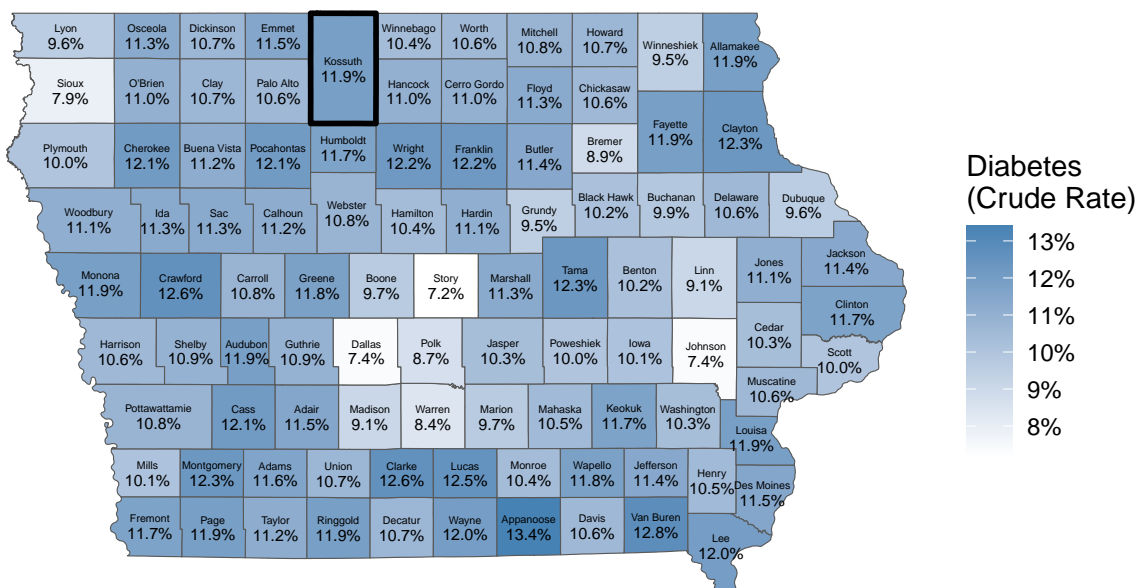 Lyon
9.6%
Osceola
11.3%
Dickinson
10.7%
Emmet
11.5%
Kossuth
11.9%
Winnebago
10.4%
Worth
10.6%
Mitchell
10.8%
Howard
10.7%
Winneshiek
9.5%
Allamakee
11.9%
Sioux
7.9%
O'Brien
11.0%
Clay
10.7%
Palo Alto
10.6%
Hancock
11.0%
Cerro Gordo
11.0%
Floyd
11.3%
Chickasaw
10.6%
Plymouth
10.0%
Cherokee
12.1%
Buena Vista
11.2%
Pocahontas
12.1%
Humboldt
11.7%
Wright
12.2%
Franklin
12.2%
Butler
11.4%
Bremer
8.9%
Fayette
11.9%
Clayton
12.3%
Woodbury
11.1%
Ida
11.3%
Sac
11.3%
Calhoun
11.2%
Webster
10.8%
Hamilton
10.4%
Hardin
11.1%
Grundy
9.5%
Black Hawk
10.2%
Buchanan
9.9%
Delaware
10.6%
Dubuque
9.6%
Monona
11.9%
Crawford
12.6%
Carroll
10.8%
Greene
11.8%
Boone
9.7%
Story
7.2%
Marshall
11.3%
Tama
12.3%
Benton
10.2%
Linn
9.1%
Jones
11.1%
Jackson
11.4%
Clinton
11.7%
Harrison
10.6%
Shelby
10.9%
Audubon
11.9%
Guthrie
10.9%
Dallas
7.4%
Polk
8.7%
Jasper
10.3%
Poweshiek
10.0%
Iowa
10.1%
Johnson
7.4%
Cedar
10.3%
Scott
10.0%
Muscatine
10.6%
Pottawattamie
10.8%
Cass
12.1%
Adair
11.5%
Madison
9.1%
Warren
8.4%
Marion
9.7%
Mahaska
10.5%
Keokuk
11.7%
Washington
10.3%
Louisa
11.9%
Mills
10.1%
Montgomery
12.3%
Adams
11.6%
Union
10.7%
Clarke
12.6%
Lucas
12.5%
Monroe
10.4%
Wapello
11.8%
Jefferson
11.4%
Henry
10.5%
Des Moines
11.5%
Fremont
11.7%
Page
11.9%
Taylor
11.2%
Ringgold
11.9%
Decatur
10.7%
Wayne
12.0%
Appanoose
13.4%
Davis
10.6%
Van Buren
12.8%
Lee
12.0%
Diabetes
(Crude Rate)
13%
12%
11%
10%
9%
8%